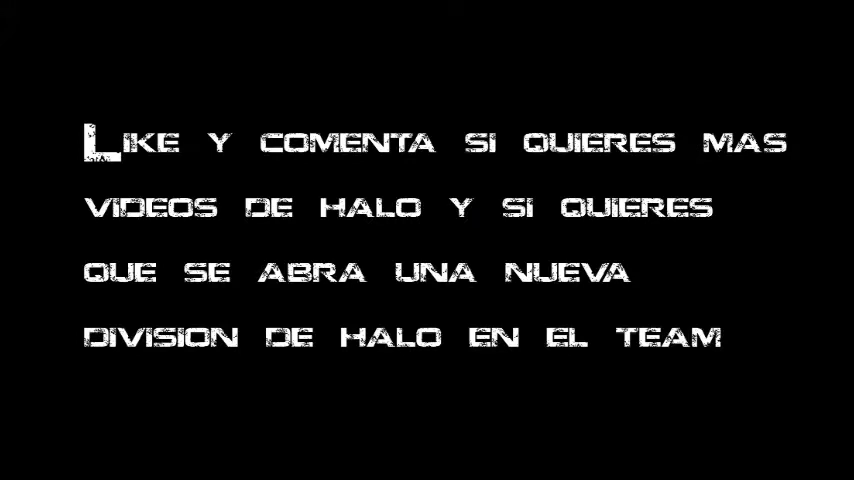 Like y comenta si quieres mas
videos de halo y si quieres
que se abra una nueva
division de halo en el team